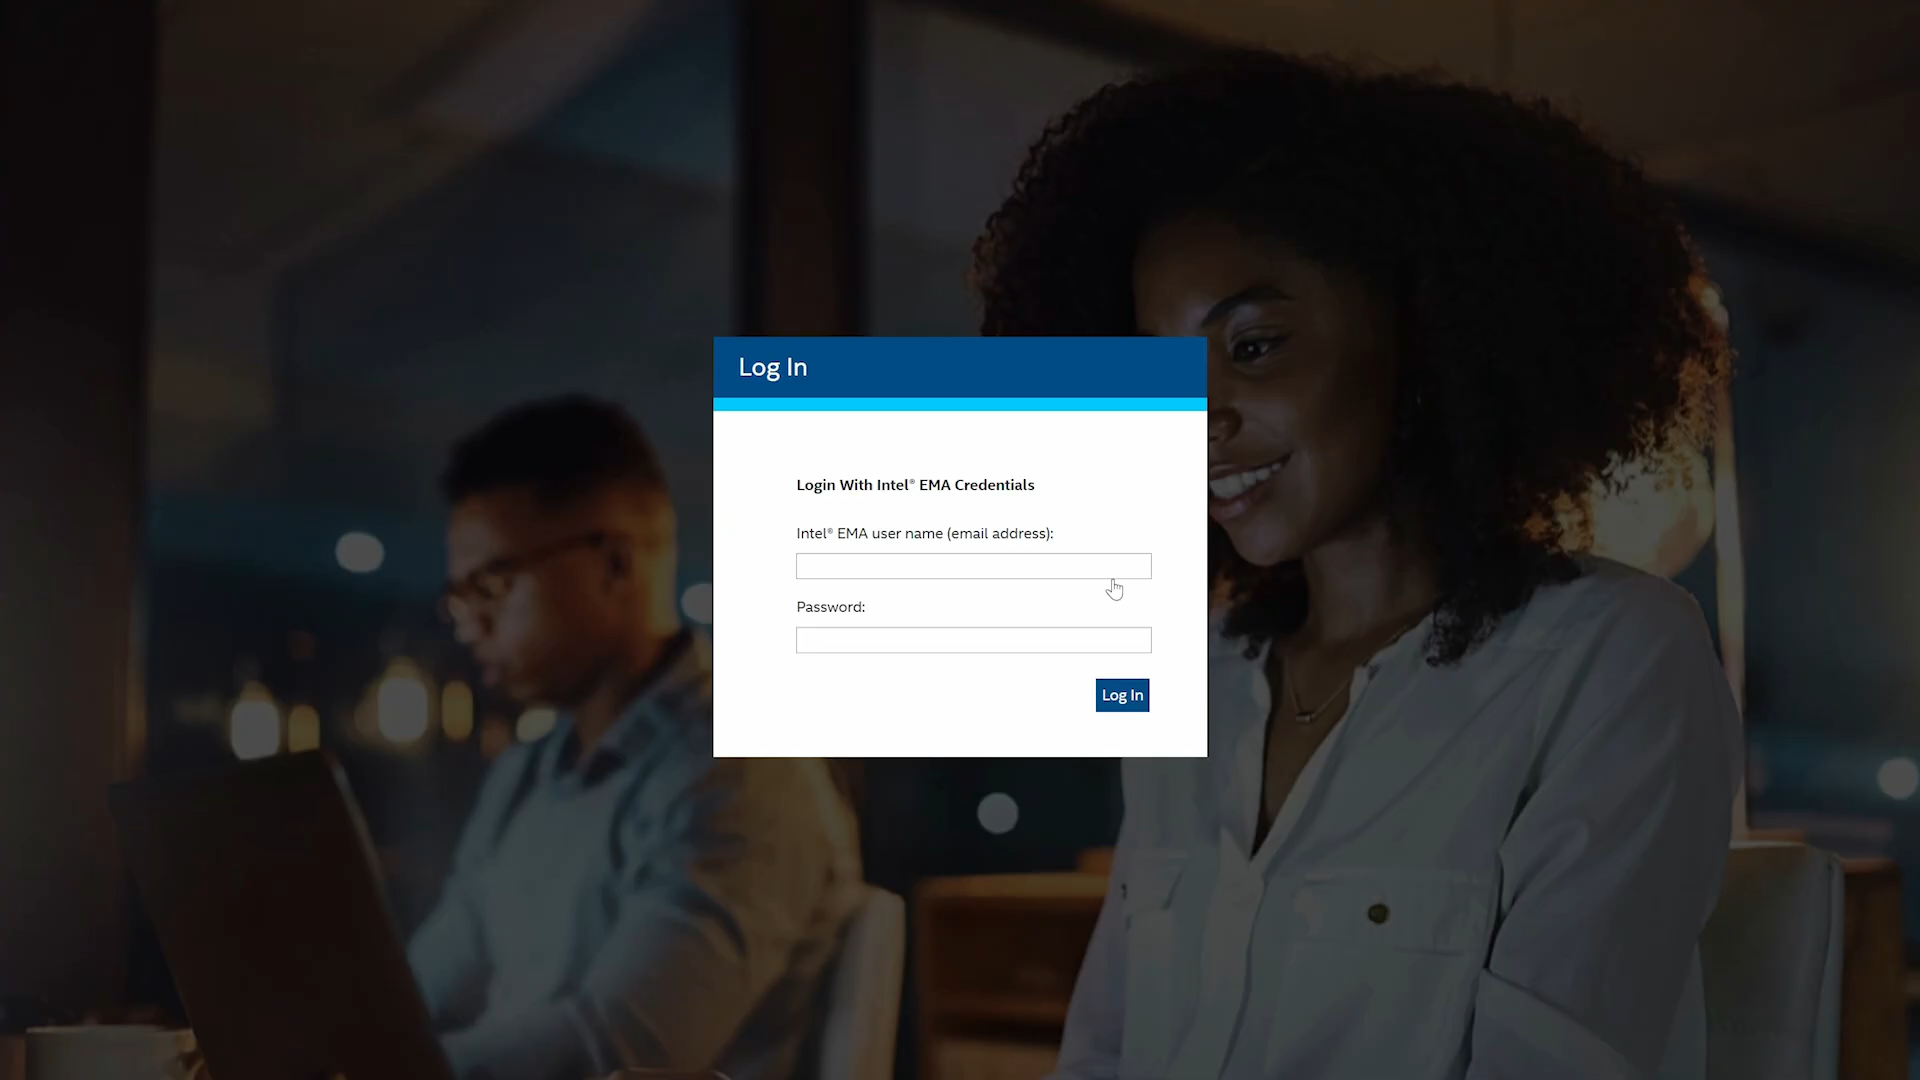 Log In
Login With Intel® EMA Credentials
Intel® EMA user name (email address):
Password:
Log In